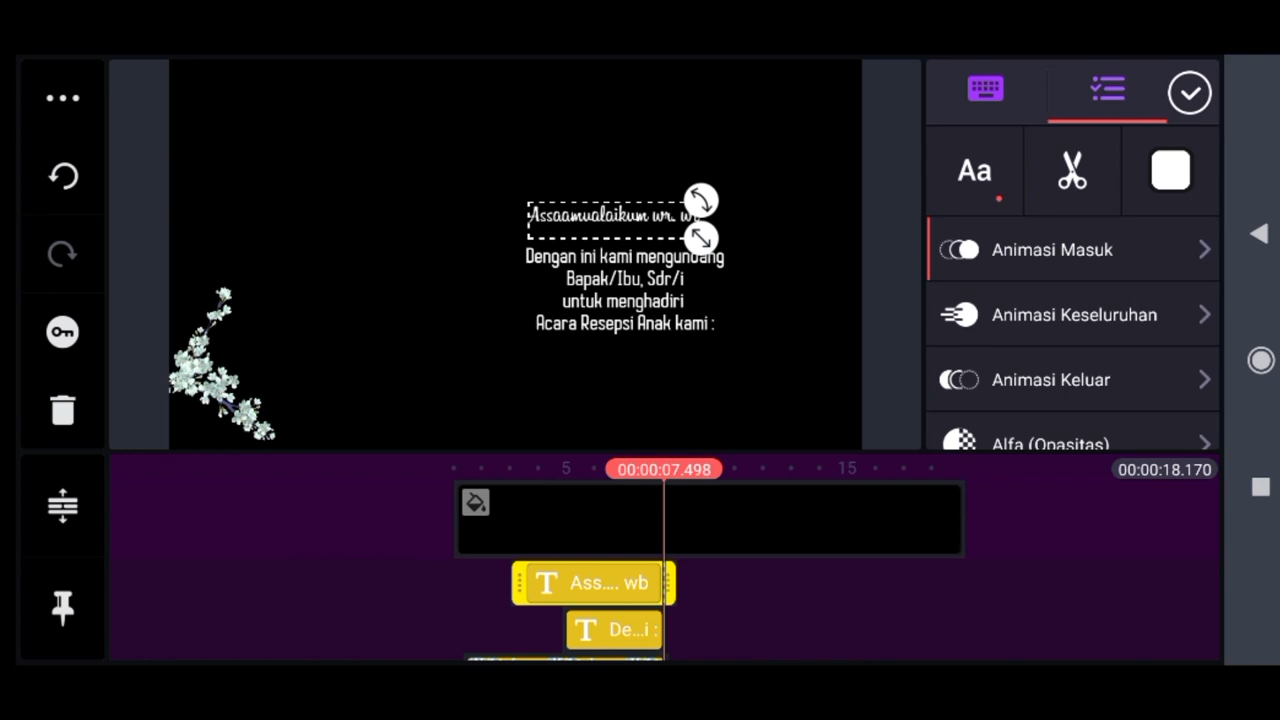 Assaamualaikum wr. wb
Dengan ini kami mengundang
Bapak/Ibu, Sdr/i
untuk menghadiri
Acara Resepsi Anak kami :
Aa
Animasi Masuk
Animasi Keseluruhan
Animasi Keluar
Alfa (Opasitas)
5
00:00:07.498
15
00:00:18.170
T Ass.... wb
T De...i :